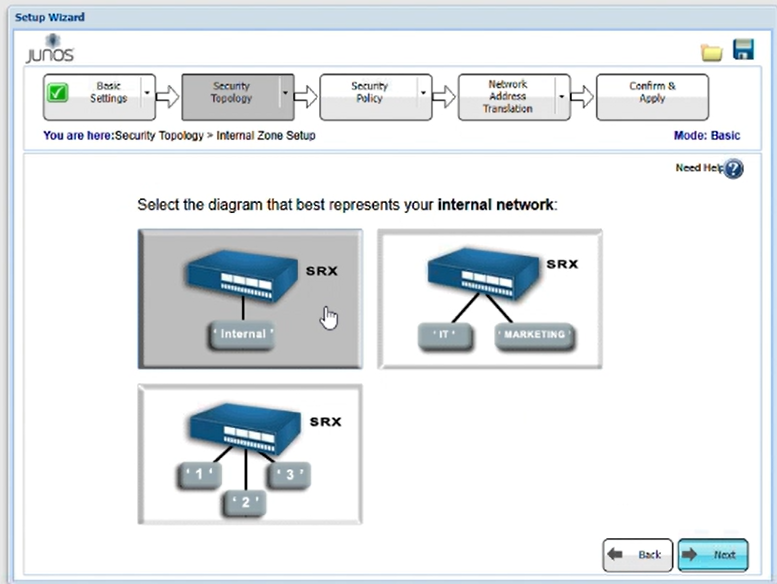 Setup Wizard
JUNOS
Basic
Settings
Security
Topology
Security
Policy
Network
Address
Translation
Confirm &
Apply
You are here:Security Topology > Internal Zone Setup
Mode: Basic
Need Help
?
Select the diagram that best represents your internal network:
SRX
' Internal '
SRX
' IT '
' MARKETING '
SRX
' 1 '
' 2 '
' 3 '
Back
Next